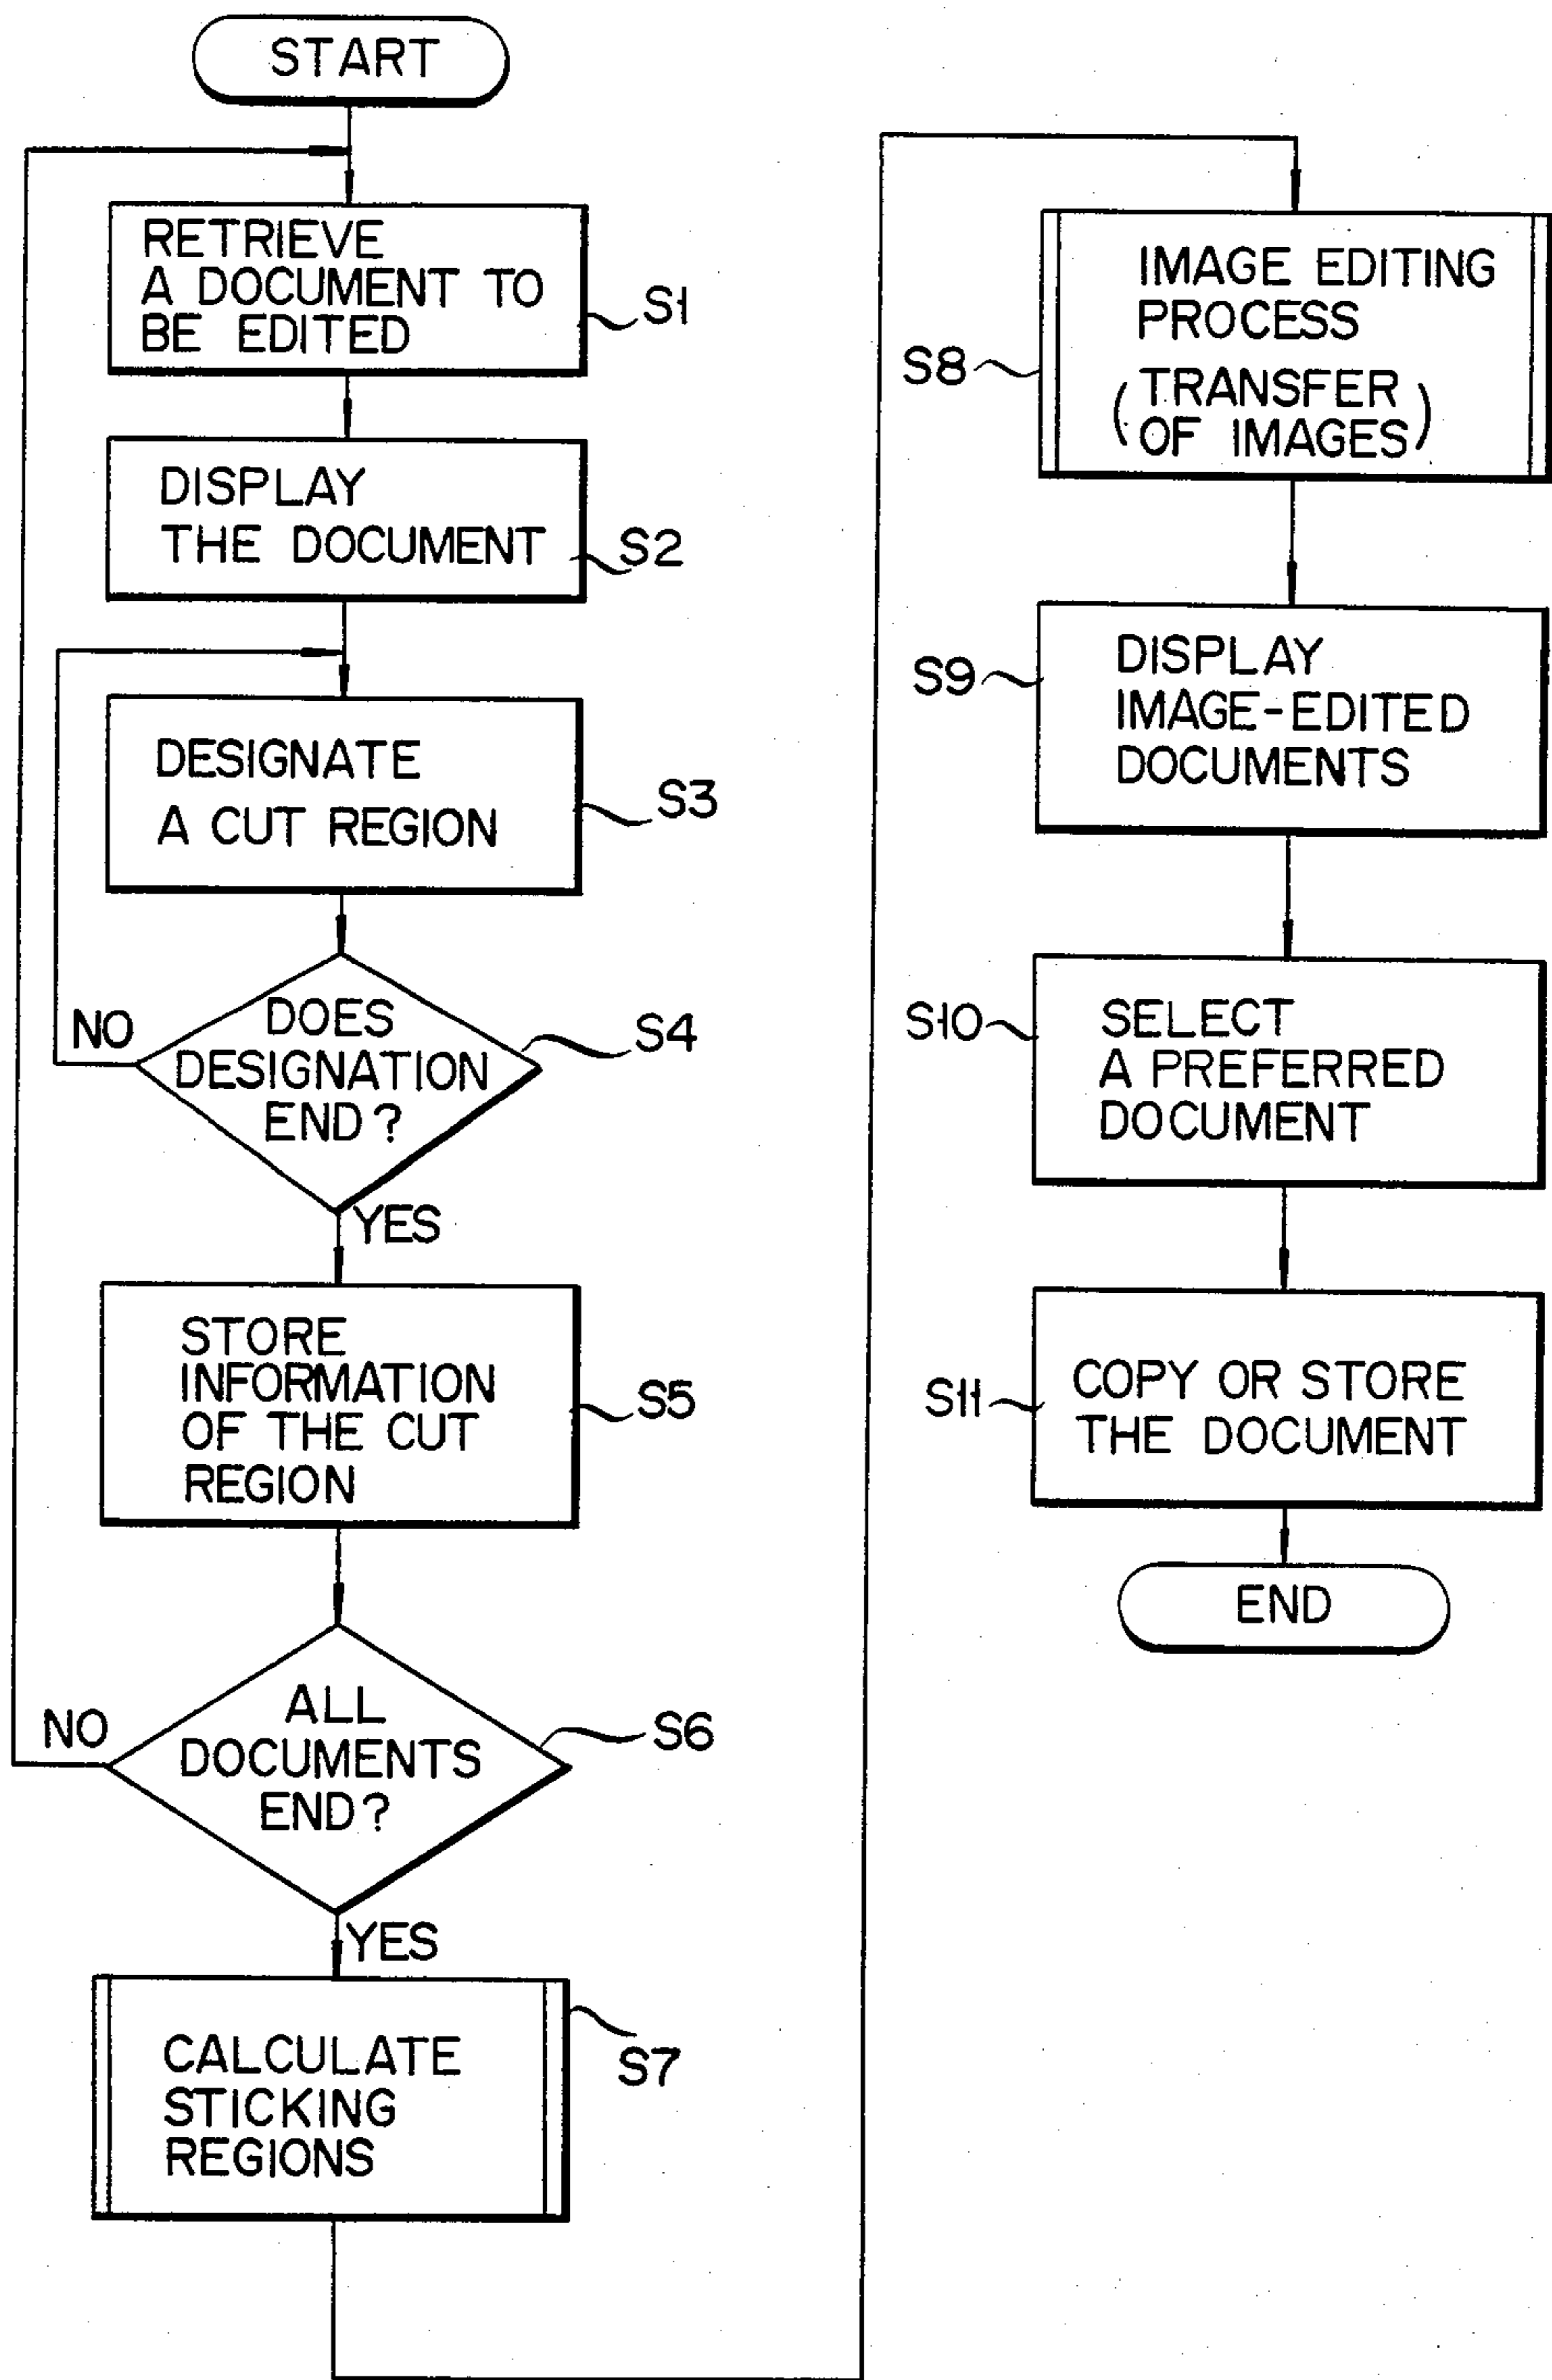 START
RETRIEVE
A DOCUMENT TO
BE EDITED
S1
DISPLAY
THE DOCUMENT
S2
DESIGNATE
A CUT REGION
S3
DOES
DESIGNATION
END?
S4
NO
YES
STORE
INFORMATION
OF THE CUT
REGION
S5
ALL
DOCUMENTS
END?
S6
NO
YES
CALCULATE
STICKING
REGIONS
S7
IMAGE EDITING
PROCESS
(TRANSFER
OF IMAGES)
S8
DISPLAY
IMAGE-EDITED
DOCUMENTS
S9
SELECT
A PREFERRED
DOCUMENT
S10
COPY OR STORE
THE DOCUMENT
S11
END